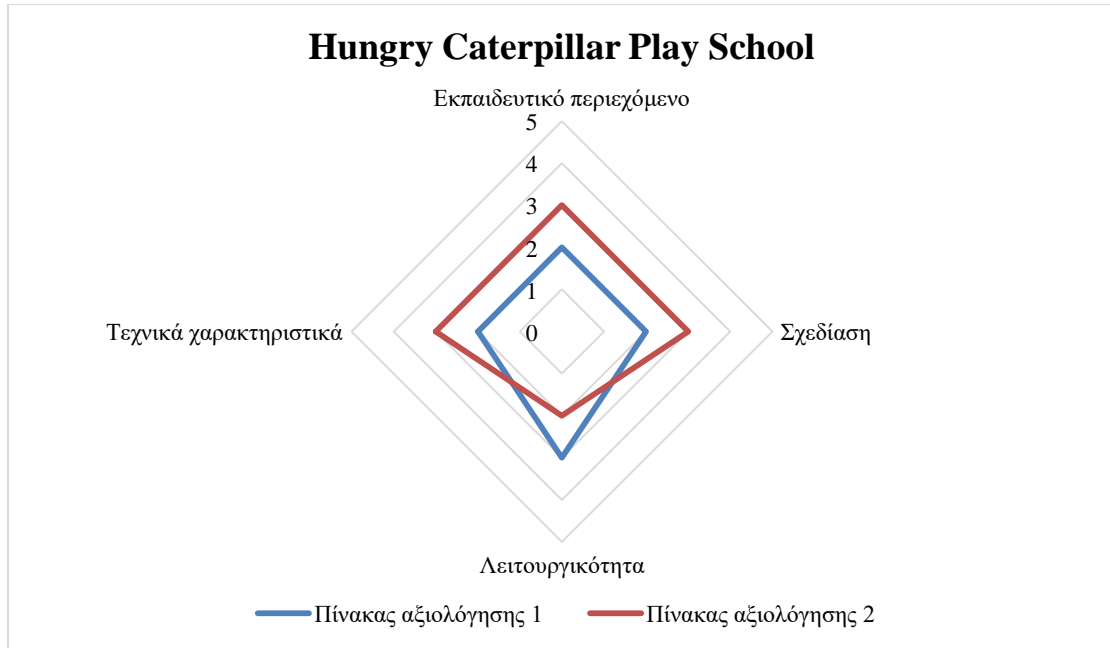 Hungry Caterpillar Play School
Εκπαιδευτικό περιεχόμενο
5
4
3
2
1
0
Τεχνικά χαρακτηριστικά
Σχεδίαση
Λειτουργικότητα
Πίνακας αξιολόγησης 1
Πίνακας αξιολόγησης 2